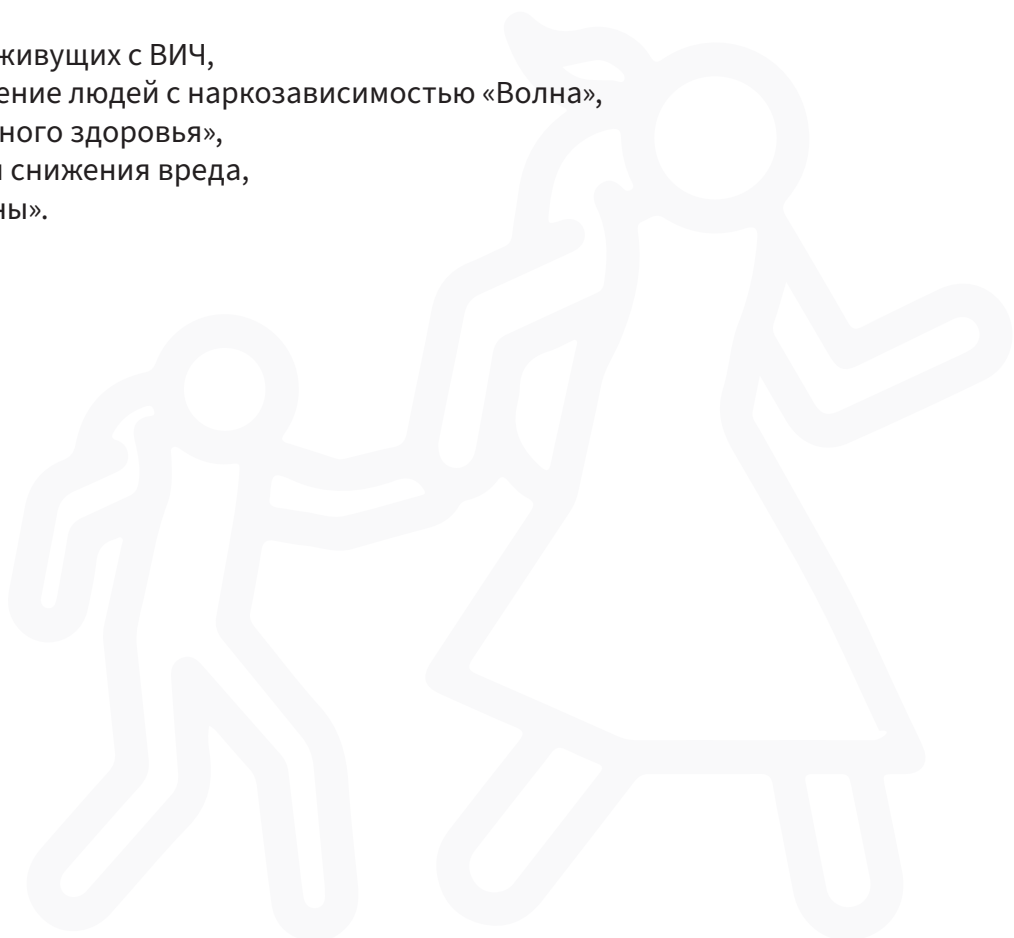 живущих с ВИЧ,
ение людей с наркозависимостью «Волна»,
ного здоровья»,
снижения вреда,
ны».